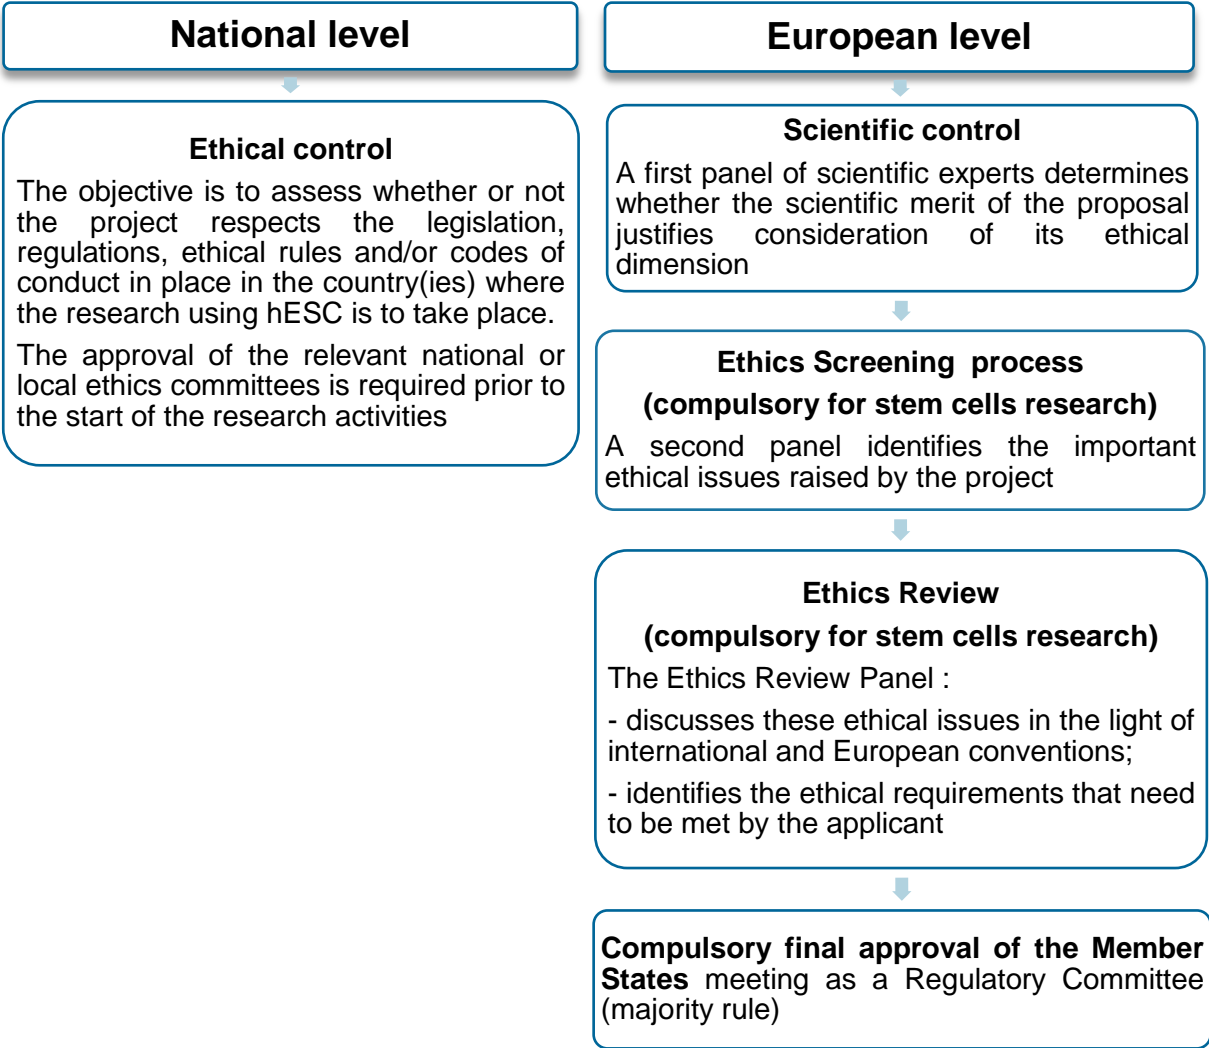 National level
Ethical control
The objective is to assess whether or not
the project respects the legislation,
regulations, ethical rules and/or codes of
conduct in place in the country(ies) where
the research using hESC is to take place.
The approval of the relevant national or
local ethics committees is required prior to
the start of the research activities
European level
Scientific control
A first panel of scientific experts determines
whether the scientific merit of the proposal
justifies consideration of its ethical
dimension
Ethics Screening process
(compulsory for stem cells research)
A second panel identifies the important
ethical issues raised by the project
Ethics Review
(compulsory for stem cells research)
The Ethics Review Panel :
- discusses these ethical issues in the light of
international and European conventions;
- identifies the ethical requirements that need
to be met by the applicant
Compulsory final approval of the Member
States meeting as a Regulatory Committee
(majority rule)